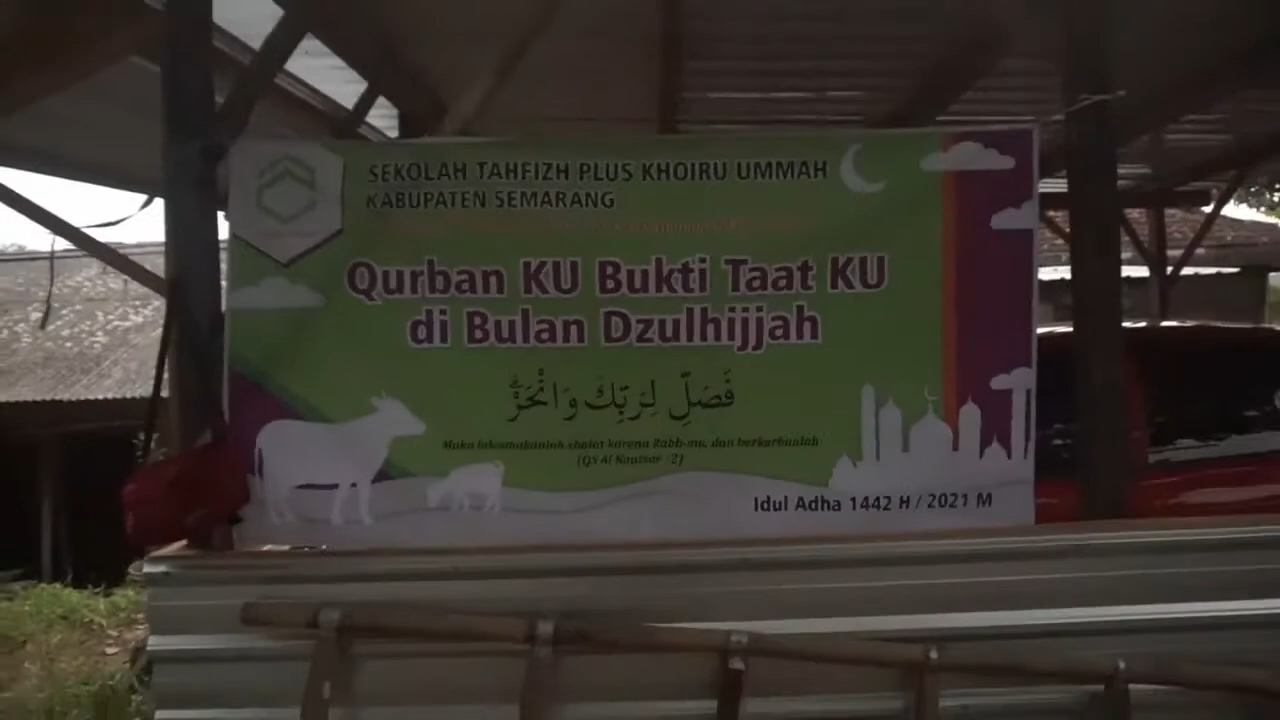 SEKOLAH TAHFIZH PLUS KHOIRU UMMAH
KABUPATEN SEMARANG
Qurban KU Bukti Taat KU
di Bulan Dzulhijjah
فَصَلِّ لِرَبِّكَ وَانْحَرْۗ
Maka laksanakanlah sholat karena Rabb-mu, dan berkurbanlah
(QS Al Kautsar : 2)
Idul Adha 1442 H / 2021 M